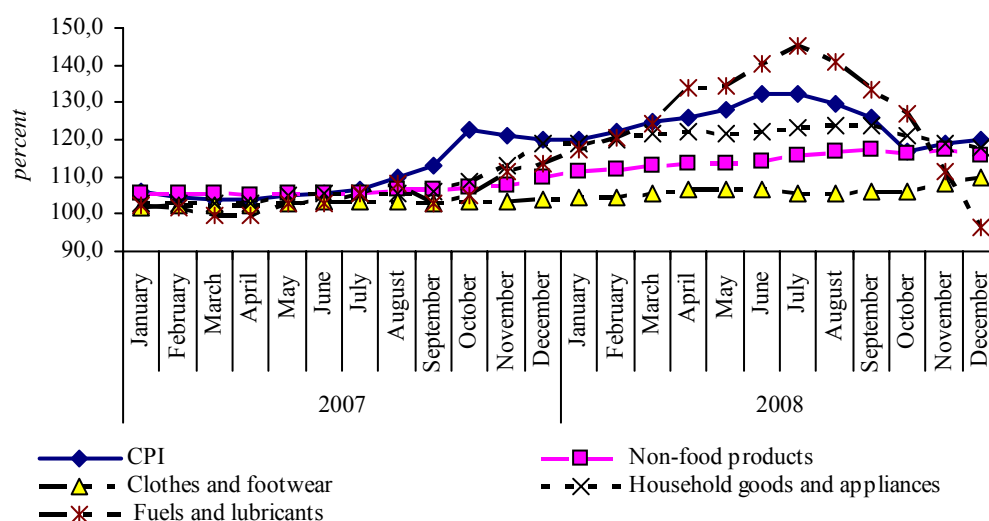 150,0
140,0
130,0
120,0
110,0
100,0
90,0
percent
January
February
March
April
May
June
July
August
September
October
November
December
January
February
March
April
May
June
July
August
September
October
November
December
2007
2008
CPI
Non-food products
Clothes and footwear
Household goods and appliances
Fuels and lubricants